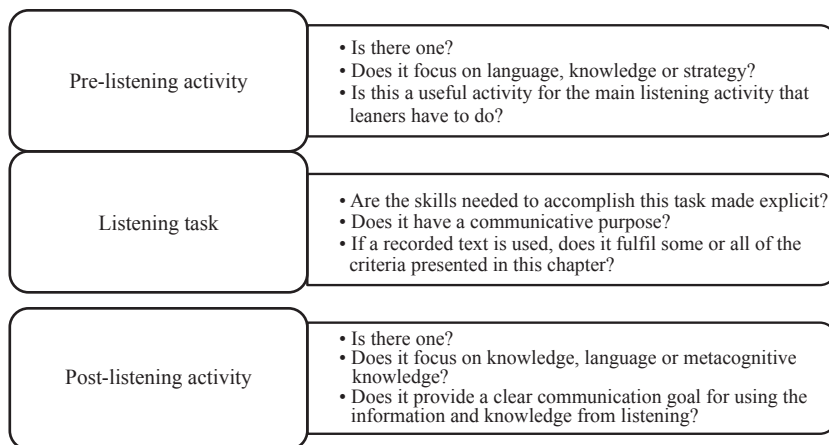 Pre-listening activity
• Is there one?
• Does it focus on language, knowledge or strategy?
• Is this a useful activity for the main listening activity that
leaners have to do?
Listening task
• Are the skills needed to accomplish this task made explicit?
• Does it have a communicative purpose?
• If a recorded text is used, does it fulfil some or all of the
criteria presented in this chapter?
Post-listening activity
• Is there one?
• Does it focus on knowledge, language or metacognitive
knowledge?
• Does it provide a clear communication goal for using the
information and knowledge from listening?